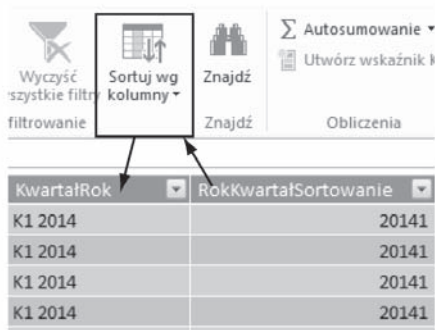 Wyczyść
szystkie filtry
Sortuj wg
kolumny
Znajdź
Σ Autosumowanie
Utwórz wskaźnik K
filtrowanie
Znajdź
Obliczenia
KwartałRok
RokKwartałSortowanie
K1 2014 20141
K1 2014 20141
K1 2014 20141
K1 2014 20141